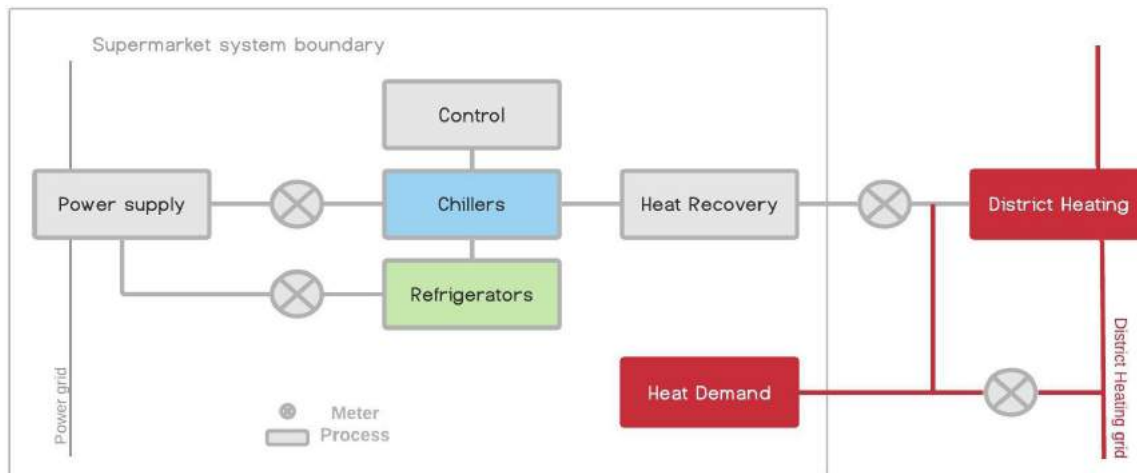 Supermarket system boundary
Control
Power supply
Chillers
Heat Recovery
District Heating
Refrigerators
Heat Demand
Power grid
District Heating grid
Meter
Process